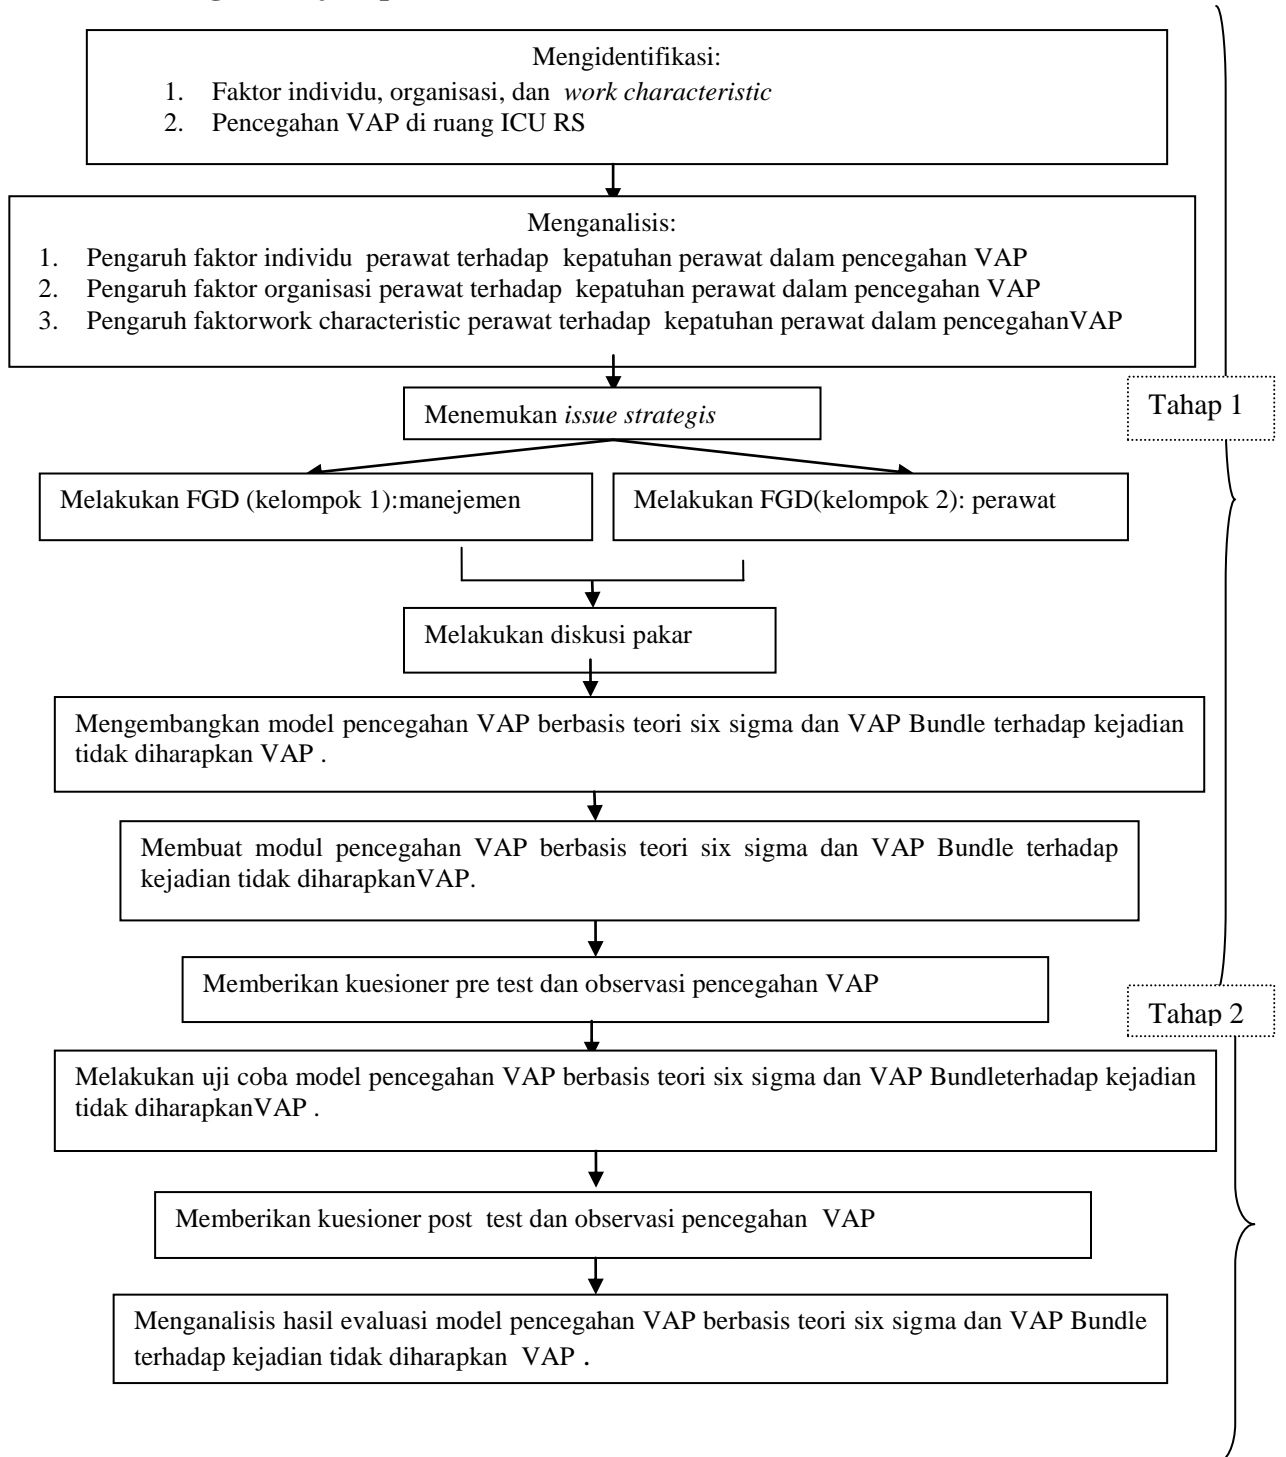 Mengidentifikasi:
1. Faktor individu, organisasi, dan work characteristic
2. Pencegahan VAP di ruang ICU RS
Menganalisis:
1. Pengaruh faktor individu perawat terhadap kepatuhan perawat dalam pencegahan VAP
2. Pengaruh faktor organisasi perawat terhadap kepatuhan perawat dalam pencegahan VAP
3. Pengaruh faktorwork characteristic perawat terhadap kepatuhan perawat dalam pencegahanVAP
Menemukan issue strategis
Tahap 1
Melakukan FGD (kelompok 1):manejemen
Melakukan FGD(kelompok 2): perawat
Melakukan diskusi pakar
Mengembangkan model pencegahan VAP berbasis teori six sigma dan VAP Bundle terhadap kejadian
tidak diharapkan VAP .
Membuat modul pencegahan VAP berbasis teori six sigma dan VAP Bundle terhadap
kejadian tidak diharapkanVAP.
Memberikan kuesioner pre test dan observasi pencegahan VAP
Tahap 2
Melakukan uji coba model pencegahan VAP berbasis teori six sigma dan VAP Bundleterhadap kejadian
tidak diharapkanVAP .
Memberikan kuesioner post test dan observasi pencegahan VAP
Menganalisis hasil evaluasi model pencegahan VAP berbasis teori six sigma dan VAP Bundle
terhadap kejadian tidak diharapkan VAP .